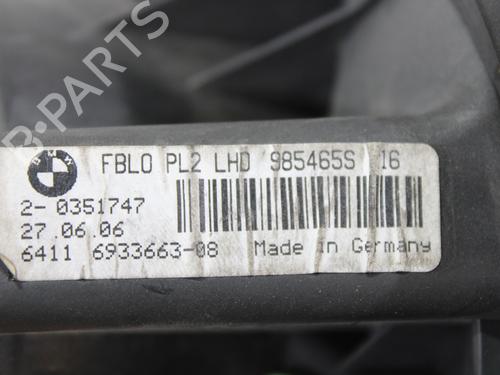 B-PARTS
BMW
FBLO PL2 LHD 985465S 16
2- 0351747
27.06.06
6411 6933663-08 Made in Germany